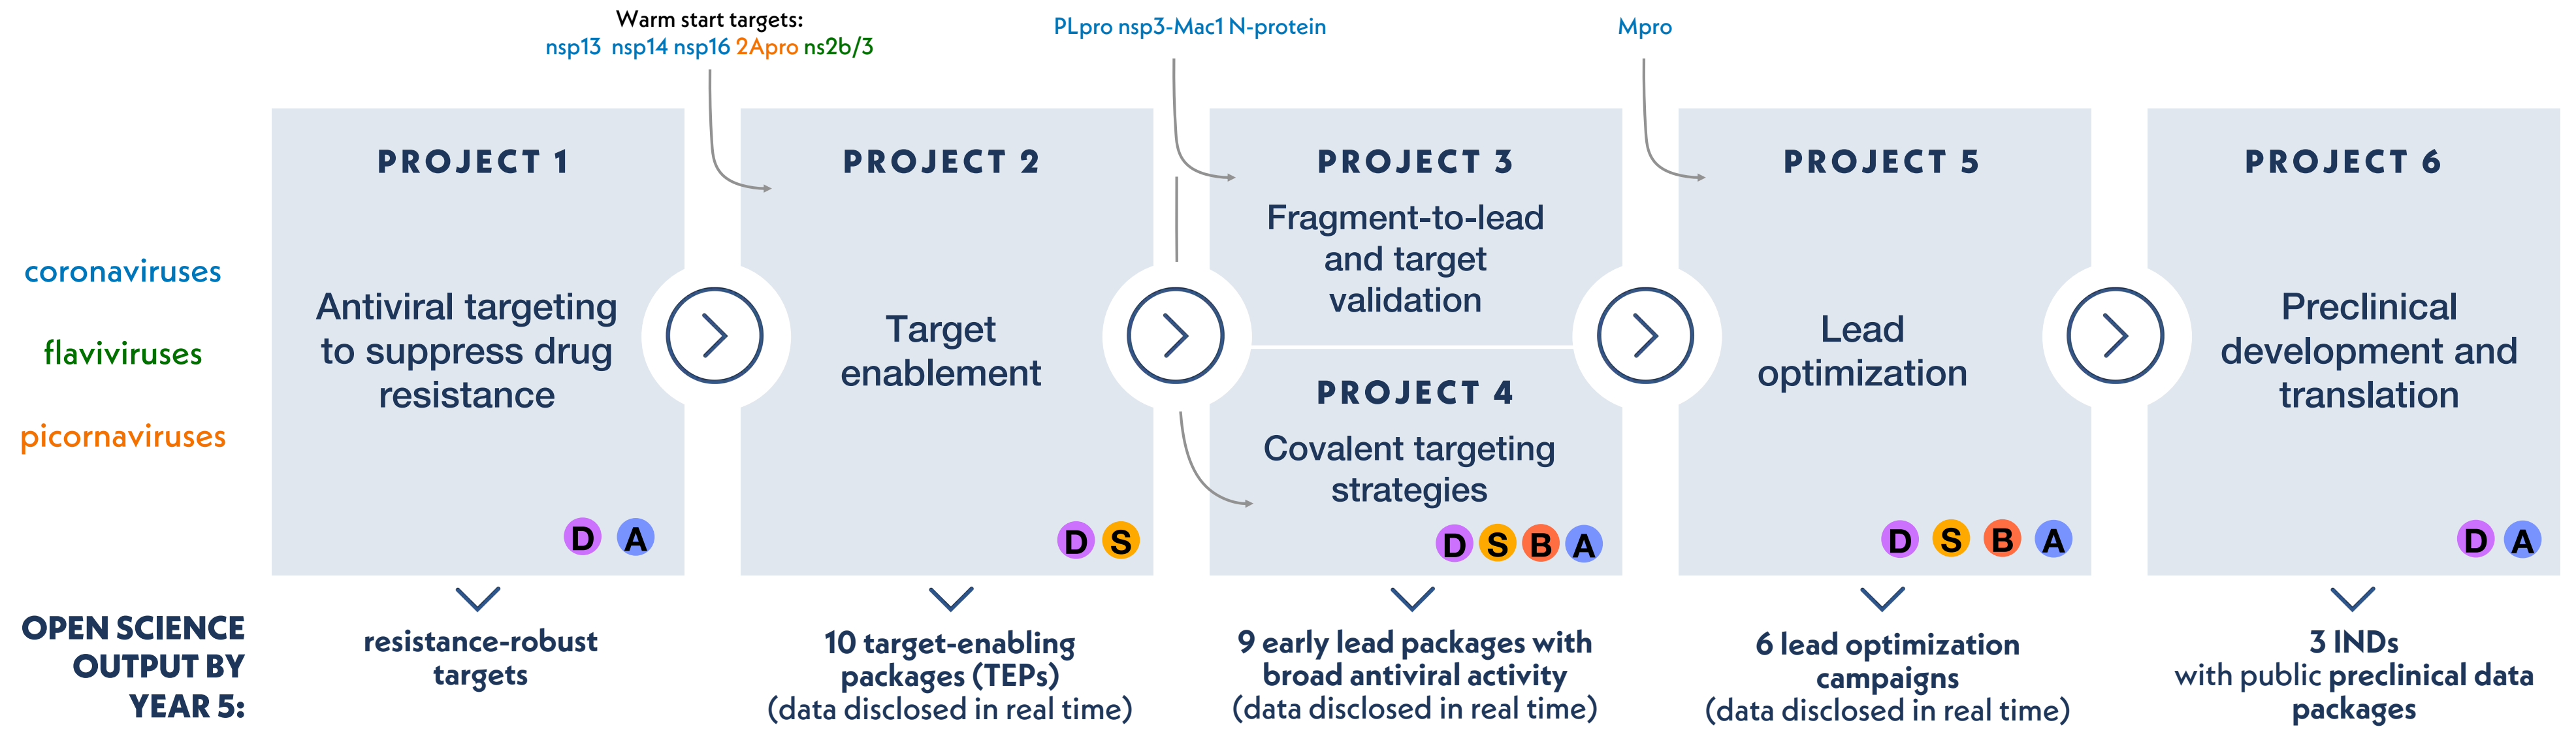 Warm start targets:
nsp13 nsp14 nsp16 2Apro ns2b/3
PLpro nsp3-Mac1 N-protein
Mpro
coronaviruses
flaviviruses
picornaviruses
PROJECT 1
Antiviral targeting
to suppress drug
resistance
D A
PROJECT 2
Target
enablement
D S
PROJECT 3
Fragment-to-lead
and target
validation
PROJECT 4
Covalent targeting
strategies
D S B A
PROJECT 5
Lead
optimization
D S B A
PROJECT 6
Preclinical
development and
translation
D A
OPEN SCIENCE
OUTPUT BY
YEAR 5:
resistance-robust
targets
10 target-enabling
packages (TEPs)
(data disclosed in real time)
9 early lead packages with
broad antiviral activity
(data disclosed in real time)
6 lead optimization
campaigns
(data disclosed in real time)
3 INDs
with public preclinical data
packages